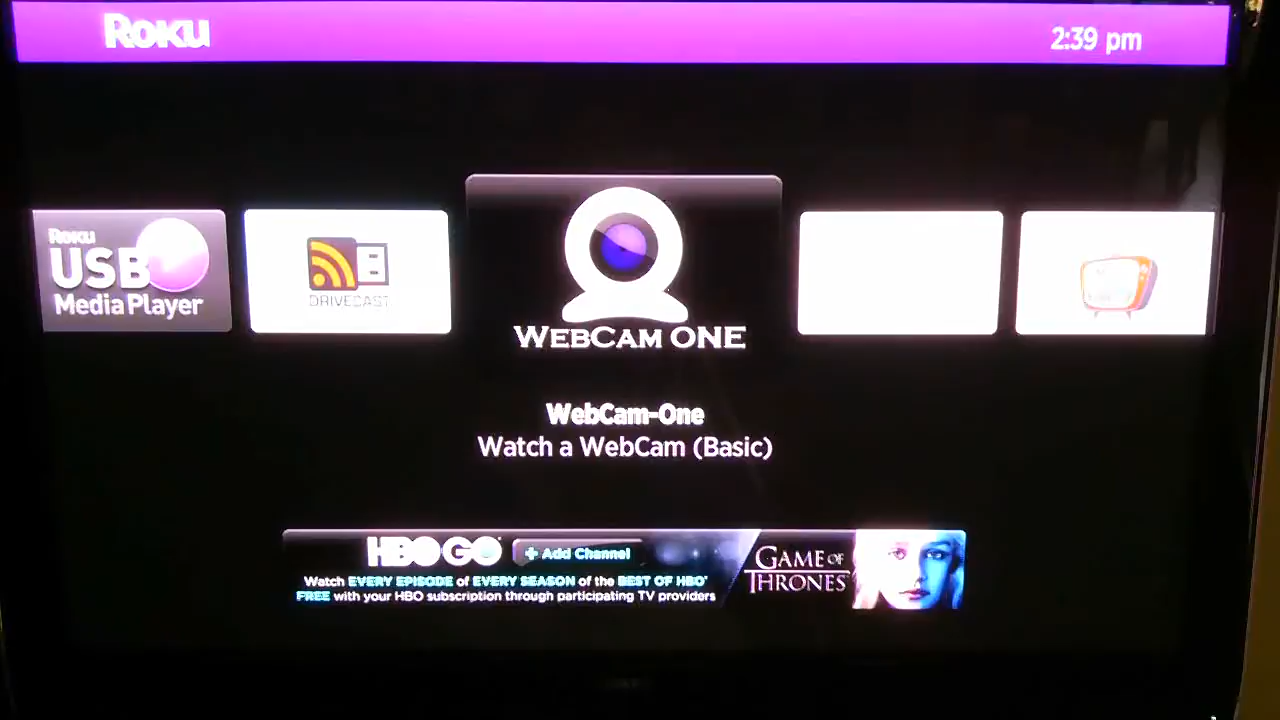 Roku
2:39 pm
Roku
USB
Media Player
DRIVECAST
WEBCAM ONE
WebCam-One
Watch a WebCam (Basic)
HBO GO
+ Add Channel
Watch EVERY EPISODE of EVERY SEASON of the BEST OF HBO®
FREE with your HBO subscription through participating TV providers
GAME OF
THRONES